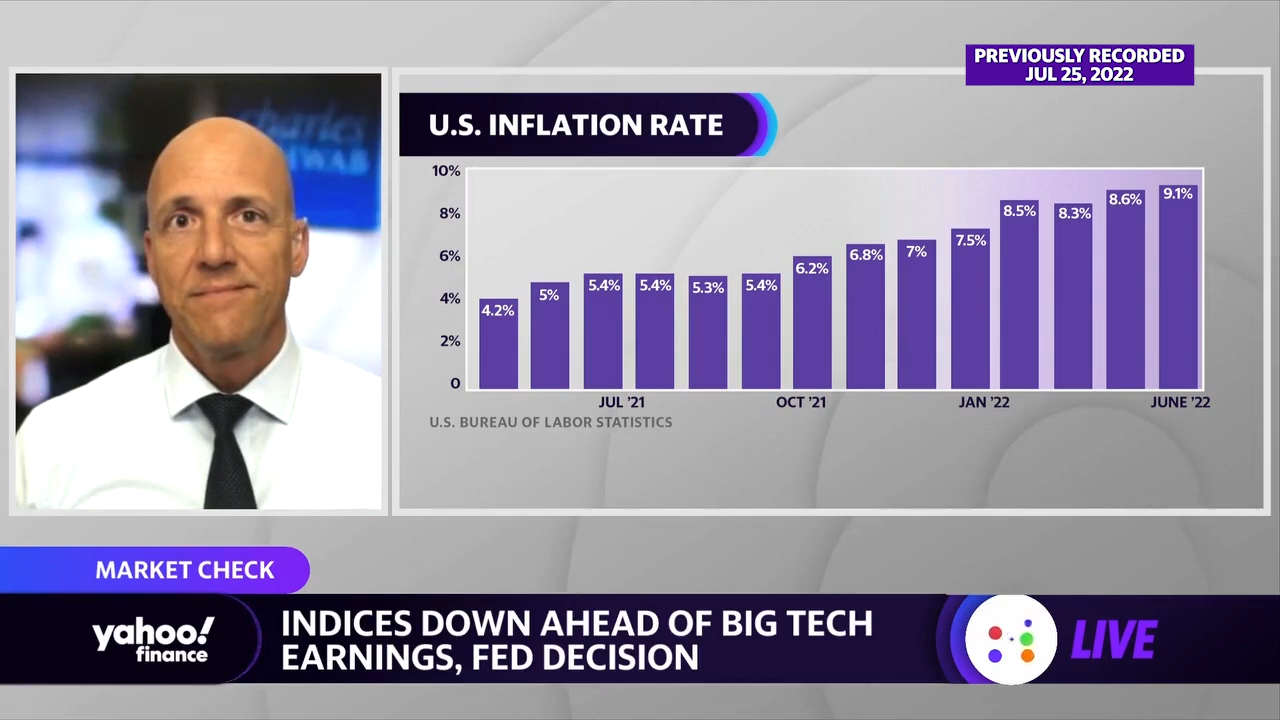 PREVIOUSLY RECORDED
JUL 25, 2022
charles
U.S. INFLATION RATE
10%
8%
6%
4%
2%
0
4.2%
5%
5.4%
5.4%
5.3%
5.4%
6.2%
6.8%
7%
7.5%
8.5%
8.3%
8.6%
9.1%
JUL '21
OCT '21
JAN '22
JUNE '22
U.S. BUREAU OF LABOR STATISTICS
MARKET CHECK
yahoo!
finance
INDICES DOWN AHEAD OF BIG TECH
EARNINGS, FED DECISION
LIVE